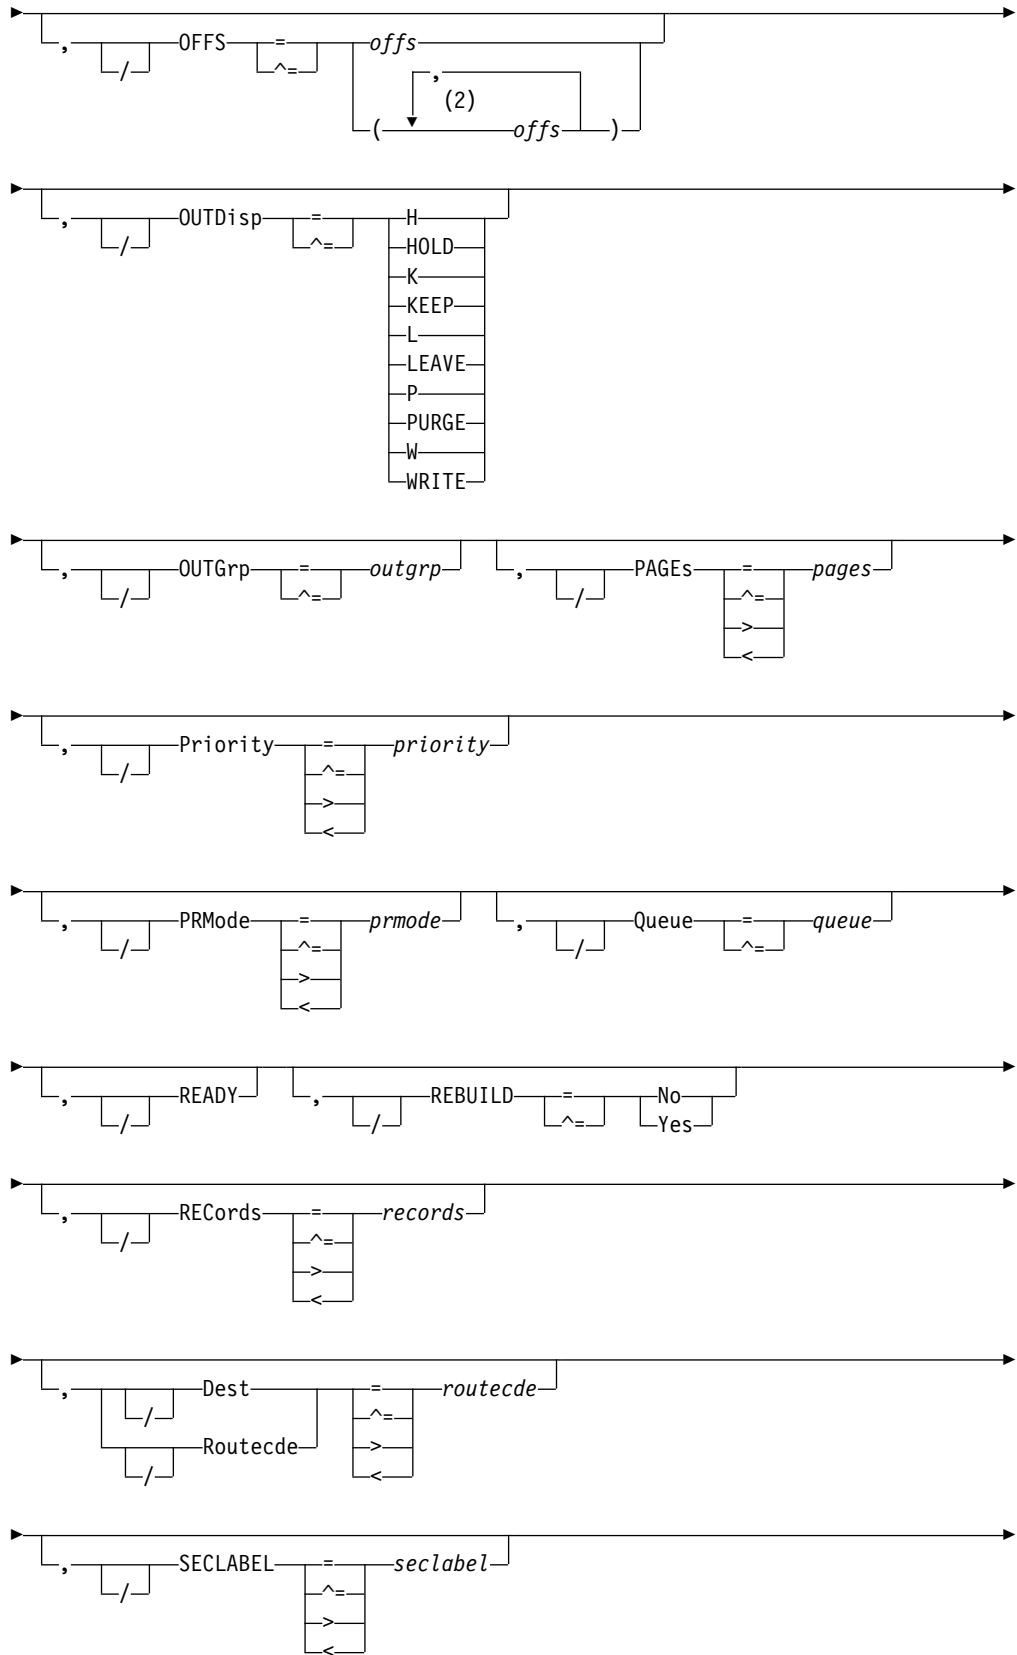 , / OFFS = offs
^=
,
(2)
( offs )
, / OUTDisp = H
^= HOLD
K
KEEP
L
LEAVE
P
PURGE
W
WRITE
, / OUTGrp = outgrp , / PAGEs = pages
^= ^=
>
<
, / Priority = priority
^=
>
<
, / PRMode = prmode , / Queue = queue
^= ^=
>
<
, / READY , / REBUILD = No
^= Yes
, / RECords = records
^=
>
<
, / Dest = routecde
^=
/ Routecde >
<
, / SECLABEL = seclabel
^=
>
<